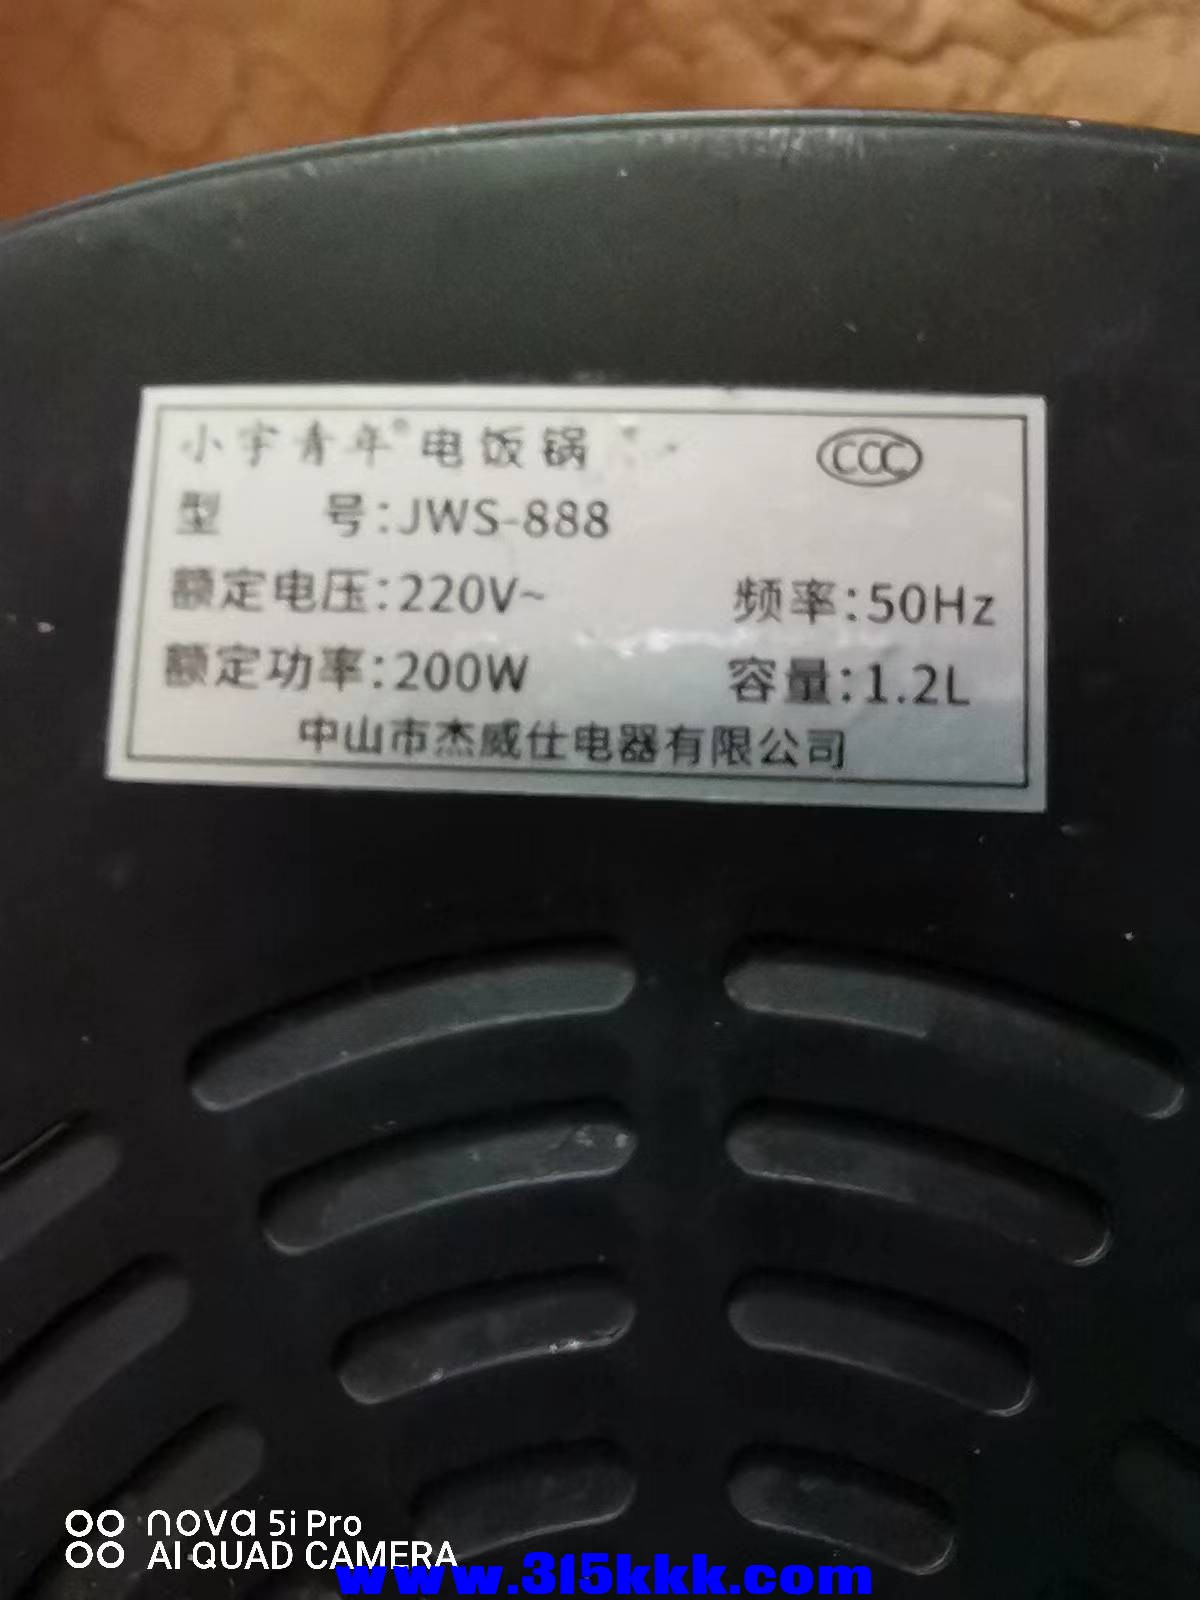 小宇青年® 电饭锅
CCC
型 号:JWS-888
额定电压:220V~ 频率:50Hz
额定功率:200W 容量:1.2L
中山市杰威仕电器有限公司
nova 5i Pro
AI QUAD CAMERA
www.315kkk.com